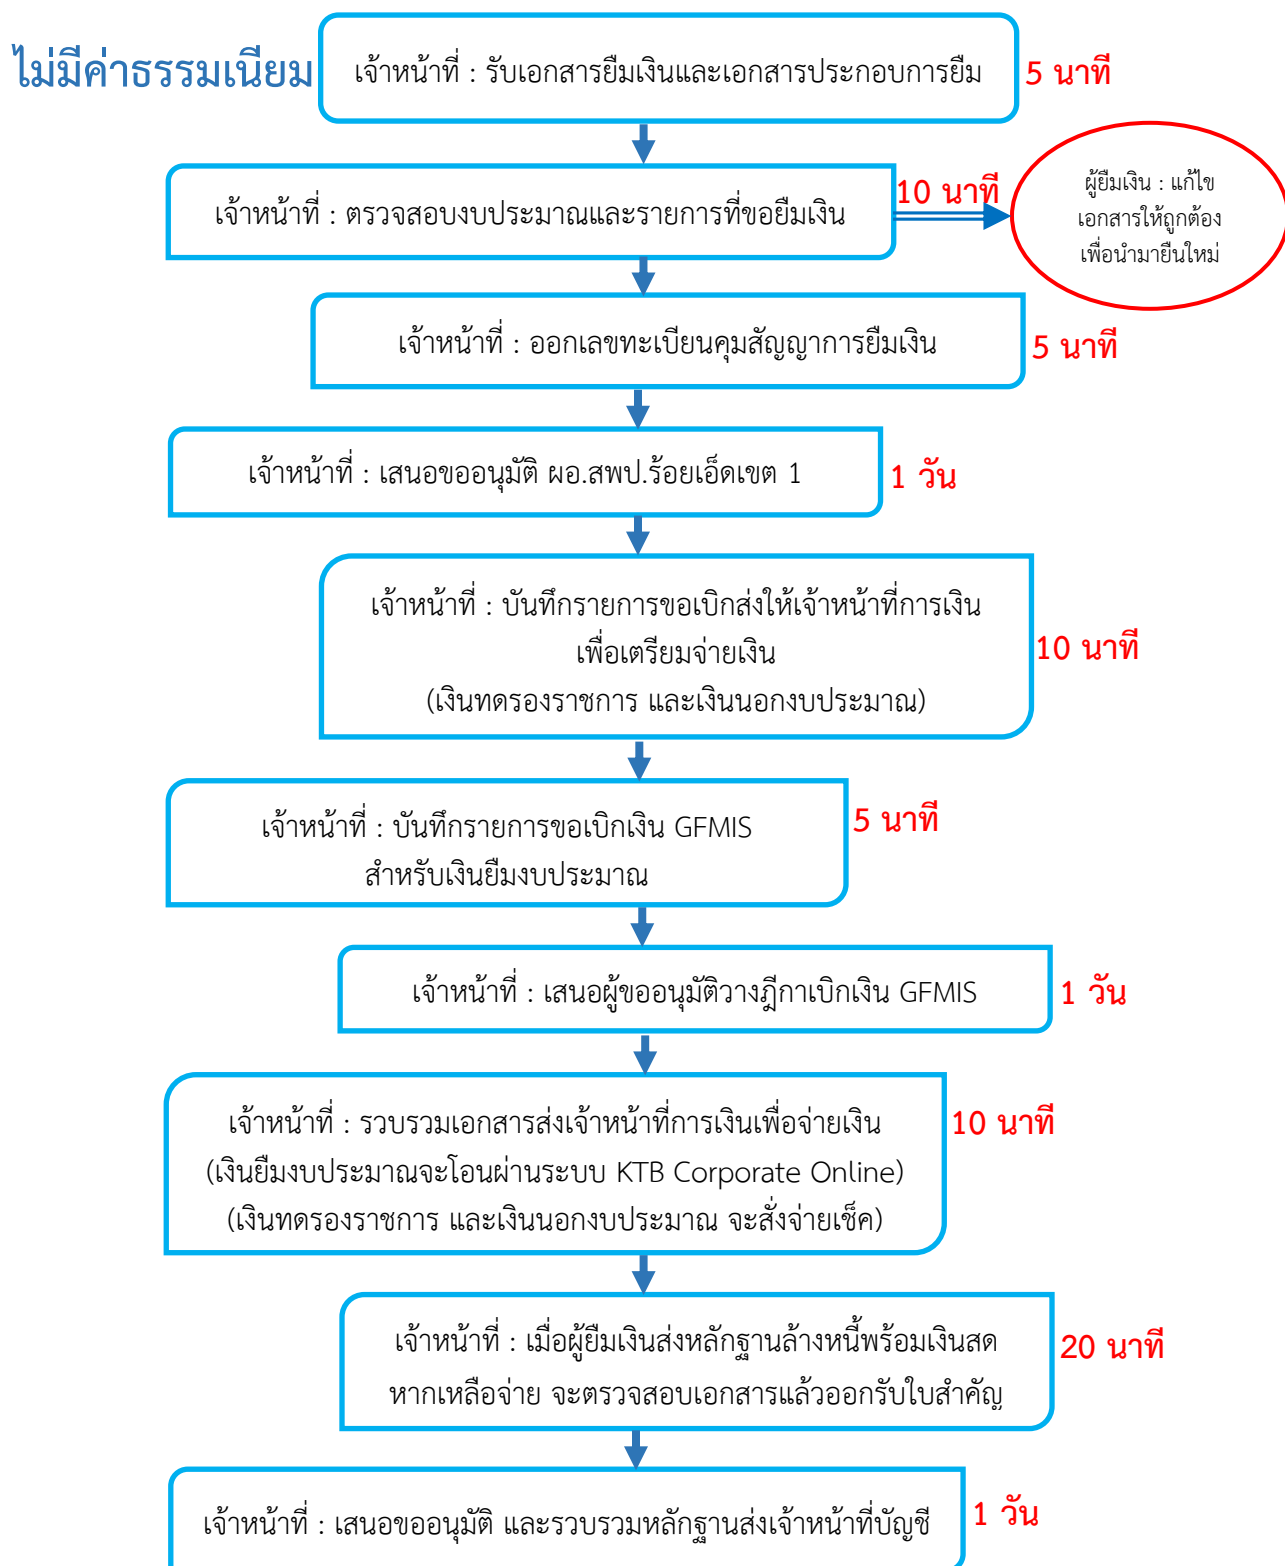 ไม่มีค่าธรรมเนียม
เจ้าหน้าที่ : รับเอกสารยืมเงินและเอกสารประกอบการยืม
5 นาที
เจ้าหน้าที่ : ตรวจสอบงบประมาณและรายการที่ขอยืมเงิน
10 นาที
ผู้ยืมเงิน : แก้ไข
เอกสารให้ถูกต้อง
เพื่อนำมายืนใหม่
เจ้าหน้าที่ : ออกเลขทะเบียนคุมสัญญาการยืมเงิน
5 นาที
เจ้าหน้าที่ : เสนอขออนุมัติ ผอ.สพป.ร้อยเอ็ดเขต 1
1 วัน
เจ้าหน้าที่ : บันทึกรายการขอเบิกส่งให้เจ้าหน้าที่การเงิน
เพื่อเตรียมจ่ายเงิน
(เงินทดรองราชการ และเงินนอกงบประมาณ)
10 นาที
เจ้าหน้าที่ : บันทึกรายการขอเบิกเงิน GFMIS
สำหรับเงินยืมงบประมาณ
5 นาที
เจ้าหน้าที่ : เสนอผู้ขออนุมัติวางฎีกาเบิกเงิน GFMIS
1 วัน
เจ้าหน้าที่ : รวบรวมเอกสารส่งเจ้าหน้าที่การเงินเพื่อจ่ายเงิน
(เงินยืมงบประมาณจะโอนผ่านระบบ KTB Corporate Online)
(เงินทดรองราชการ และเงินนอกงบประมาณ จะสั่งจ่ายเช็ค)
10 นาที
เจ้าหน้าที่ : เมื่อผู้ยืมเงินส่งหลักฐานล้างหนี้พร้อมเงินสด
หากเหลือจ่าย จะตรวจสอบเอกสารแล้วออกรับใบสำคัญ
20 นาที
เจ้าหน้าที่ : เสนอขออนุมัติ และรวบรวมหลักฐานส่งเจ้าหน้าที่บัญชี
1 วัน